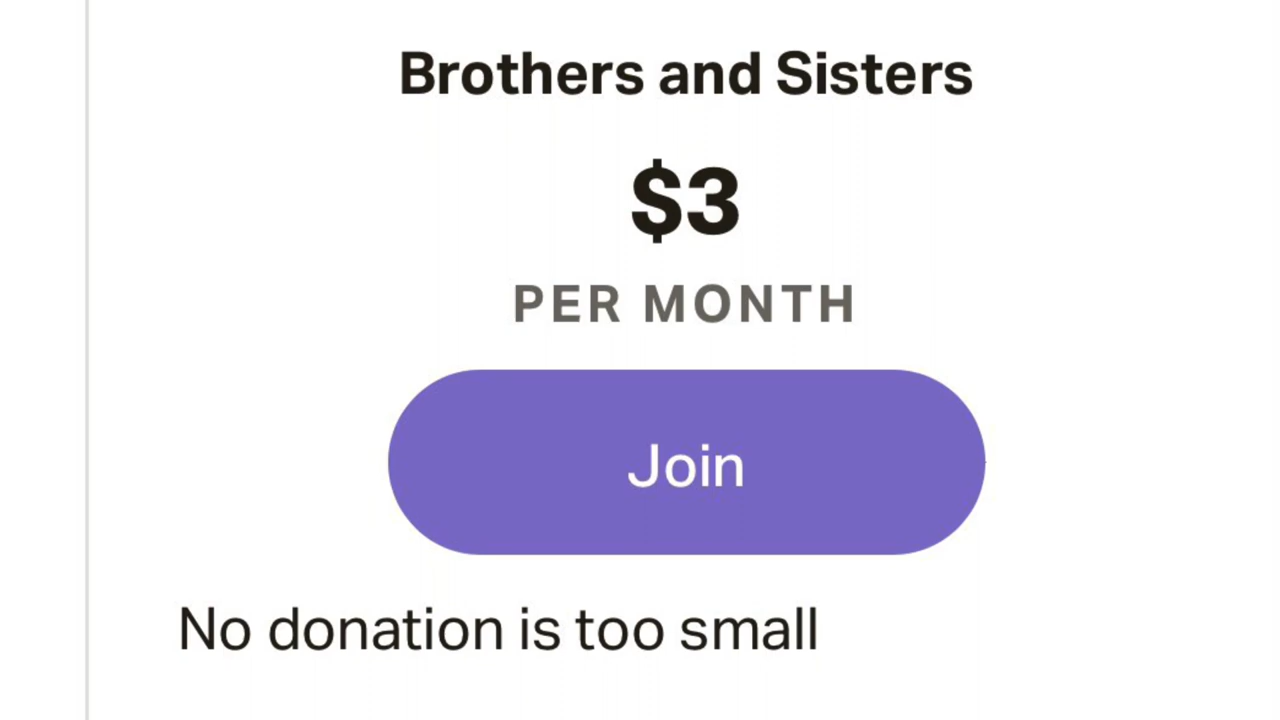 Brothers and Sisters
$3
PER MONTH
Join
No donation is too small